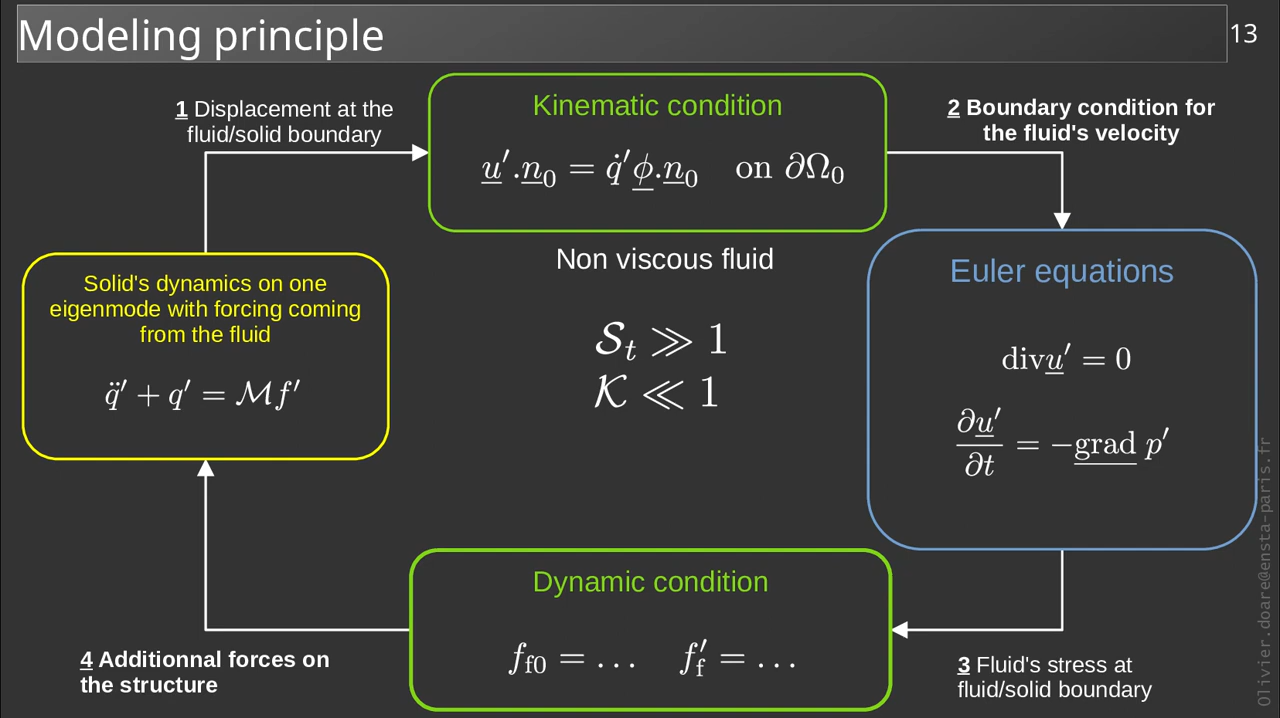 Modeling principle
13
1 Displacement at the
fluid/solid boundary
Kinematic condition
u′.n₀ = q̇′ϕ.n₀ on ∂Ω₀
2 Boundary condition for
the fluid's velocity
Non viscous fluid
𝒮ₜ ≫ 1
𝒦 ≪ 1
Solid's dynamics on one
eigenmode with forcing coming
from the fluid
q̈′ + q′ = ℳf′
Euler equations
divu′ = 0
∂u′/∂t = −grad p′
Dynamic condition
f_f0 = ... f′_f = ...
4 Additionnal forces on
the structure
3 Fluid's stress at
fluid/solid boundary
Olivier.doare@ensta-paris.fr